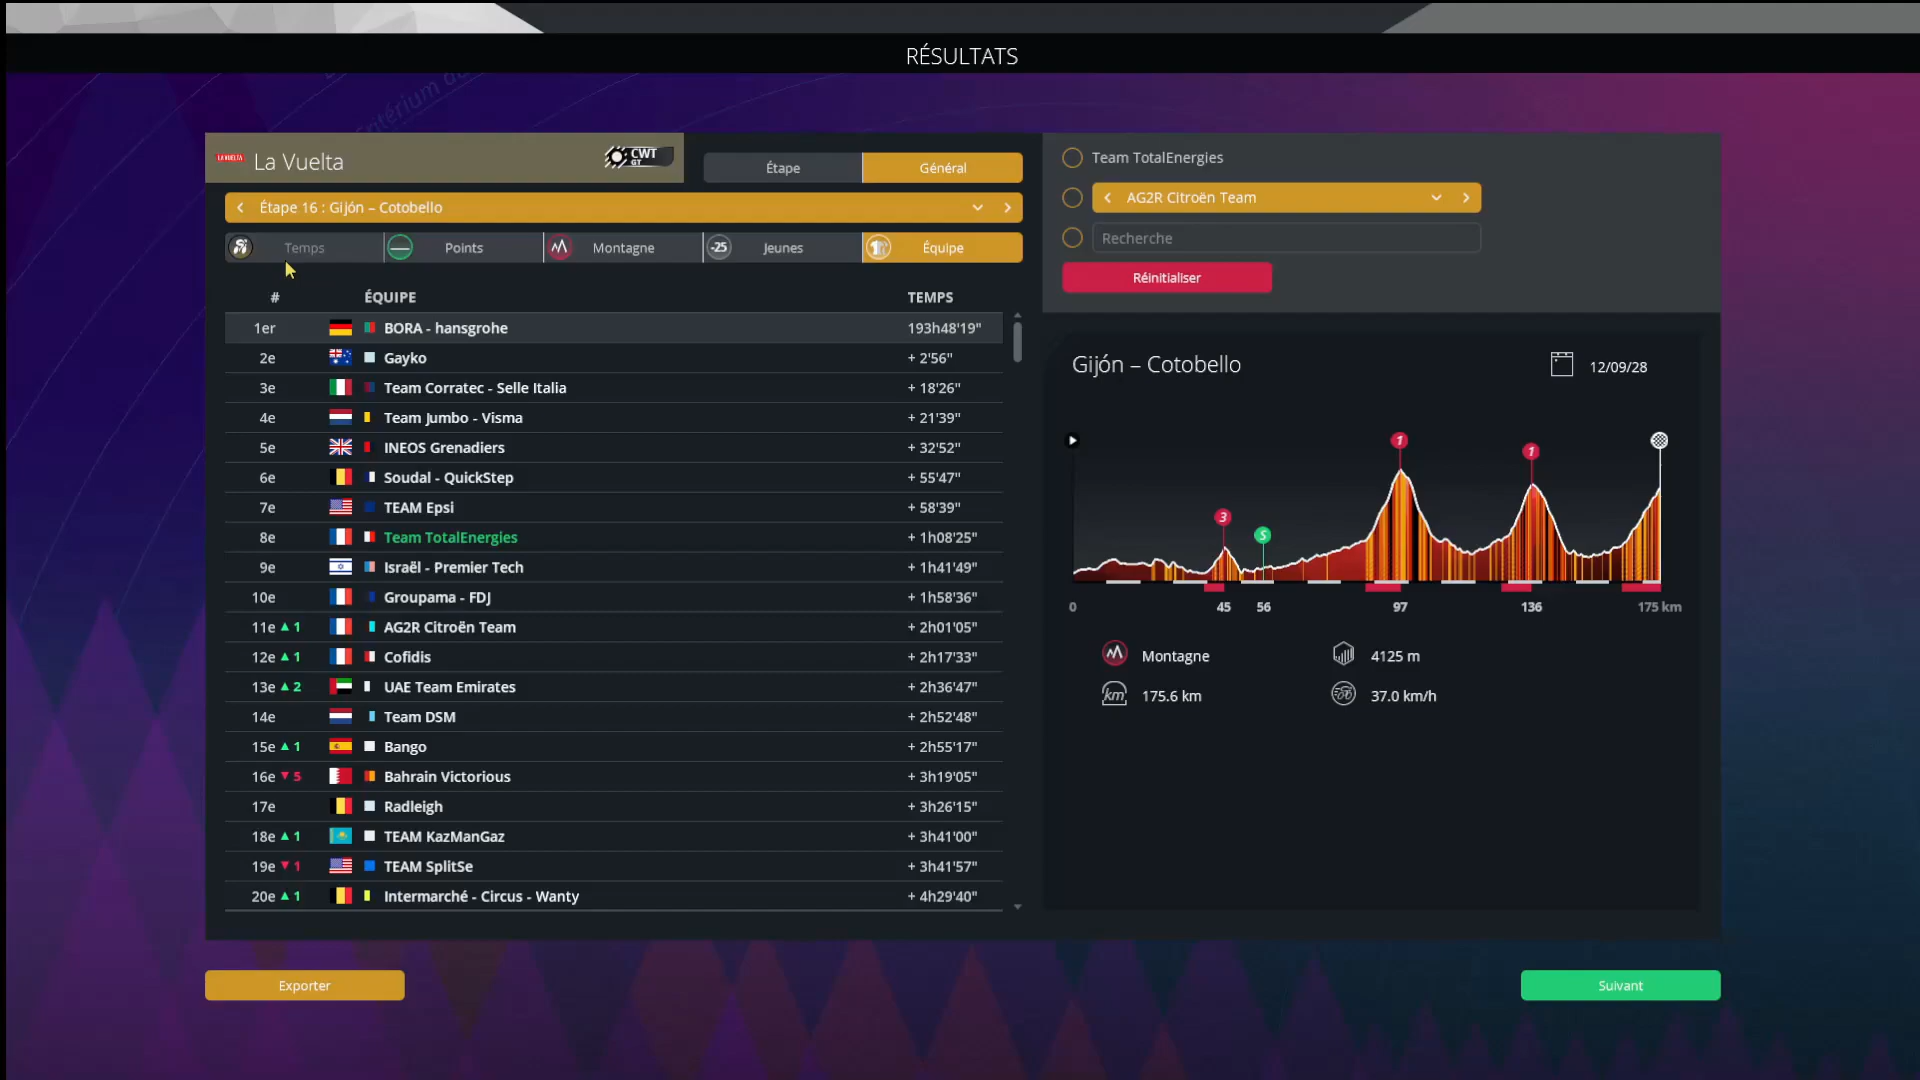 RÉSULTATS
LA VUELTA La Vuelta
CWT
GT
Étape
Général
Étape 16 : Gijón – Cotobello
Temps
Points
Montagne
-25 Jeunes
Équipe
# ÉQUIPE TEMPS
1er BORA - hansgrohe 193h48'19"
2e Gayko + 2'56"
3e Team Corratec - Selle Italia + 18'26"
4e Team Jumbo - Visma + 21'39"
5e INEOS Grenadiers + 32'52"
6e Soudal - QuickStep + 55'47"
7e TEAM Epsi + 58'39"
8e Team TotalEnergies + 1h08'25"
9e Israël - Premier Tech + 1h41'49"
10e Groupama - FDJ + 1h58'36"
11e ▲ 1 AG2R Citroën Team + 2h01'05"
12e ▲ 1 Cofidis + 2h17'33"
13e ▲ 2 UAE Team Emirates + 2h36'47"
14e Team DSM + 2h52'48"
15e ▲ 1 Bango + 2h55'17"
16e ▼ 5 Bahrain Victorious + 3h19'05"
17e Radleigh + 3h26'15"
18e ▲ 1 TEAM KazManGaz + 3h41'00"
19e ▼ 1 TEAM SplitSe + 3h41'57"
20e ▲ 1 Intermarché - Circus - Wanty + 4h29'40"
Team TotalEnergies
AG2R Citroën Team
Recherche
Réinitialiser
Gijón – Cotobello
12/09/28
1
1
3
S
0 45 56 97 136 175 km
Montagne
4125 m
km 175.6 km
37.0 km/h
Exporter
Suivant